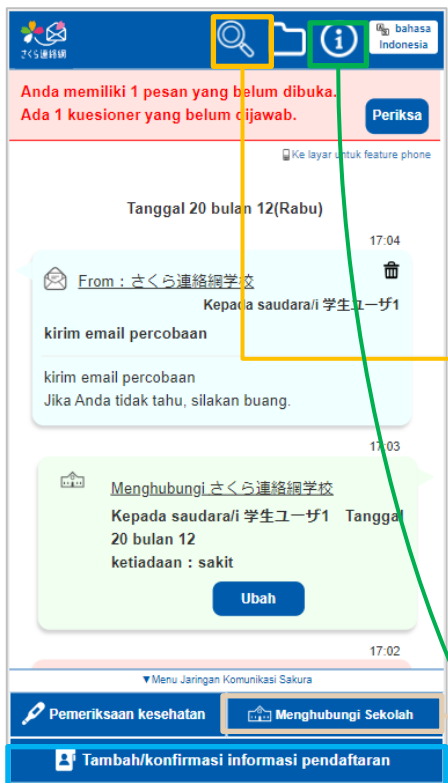 さくら連絡網
bahasa
Indonesia
Anda memiliki 1 pesan yang belum dibuka.
Ada 1 kuesioner yang belum dijawab.
Periksa
Ke layar untuk feature phone
Tanggal 20 bulan 12(Rabu)
17:04
From：さくら連絡網学校
Kepada saudara/i 学生ユーザ1
kirim email percobaan
kirim email percobaan
Jika Anda tidak tahu, silakan buang.
17:03
Menghubungi さくら連絡網学校
Kepada saudara/i 学生ユーザ1 Tanggal
20 bulan 12
ketiadaan：sakit
Ubah
17:02
▼Menu Jaringan Komunikasi Sakura
Pemeriksaan kesehatan
Menghubungi Sekolah
Tambah/konfirmasi informasi pendaftaran